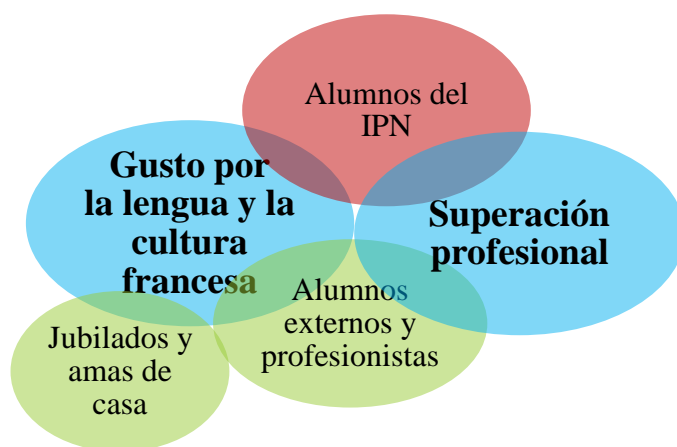 Alumnos del
IPN
Gusto por
la lengua y la
cultura
francesa
Superación
profesional
Alumnos
externos y
profesionistas
Jubilados y
amas de
casa